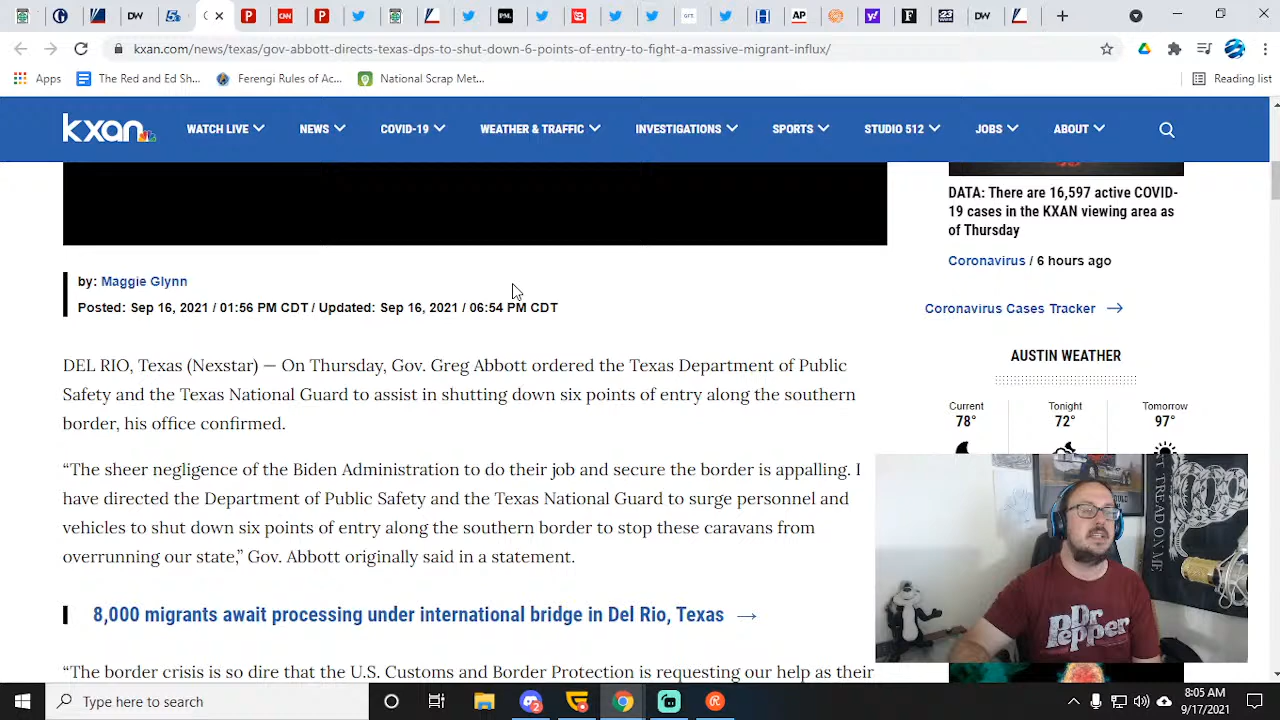 kxan.com/news/texas/gov-abbott-directs-texas-dps-to-shut-down-6-points-of-entry-to-fight-a-massive-migrant-influx/
Apps
The Red and Ed Sh...
Ferengi Rules of Ac...
National Scrap Met...
Reading list
kxan
WATCH LIVE
NEWS
COVID-19
WEATHER & TRAFFIC
INVESTIGATIONS
SPORTS
STUDIO 512
JOBS
ABOUT
by: Maggie Glynn
Posted: Sep 16, 2021 / 01:56 PM CDT / Updated: Sep 16, 2021 / 06:54 PM CDT
DEL RIO, Texas (Nexstar) — On Thursday, Gov. Greg Abbott ordered the Texas Department of Public
Safety and the Texas National Guard to assist in shutting down six points of entry along the southern
border, his office confirmed.
“The sheer negligence of the Biden Administration to do their job and secure the border is appalling. I
have directed the Department of Public Safety and the Texas National Guard to surge personnel and
vehicles to shut down six points of entry along the southern border to stop these caravans from
overrunning our state,” Gov. Abbott originally said in a statement.
8,000 migrants await processing under international bridge in Del Rio, Texas →
“The border crisis is so dire that the U.S. Customs and Border Protection is requesting our help as their
DATA: There are 16,597 active COVID-
19 cases in the KXAN viewing area as
of Thursday
Coronavirus / 6 hours ago
Coronavirus Cases Tracker →
AUSTIN WEATHER
Current
78°
Tonight
72°
Tomorrow
97°
TREAD ON ME
Dr
Pepper
Type here to search
8:05 AM
9/17/2021